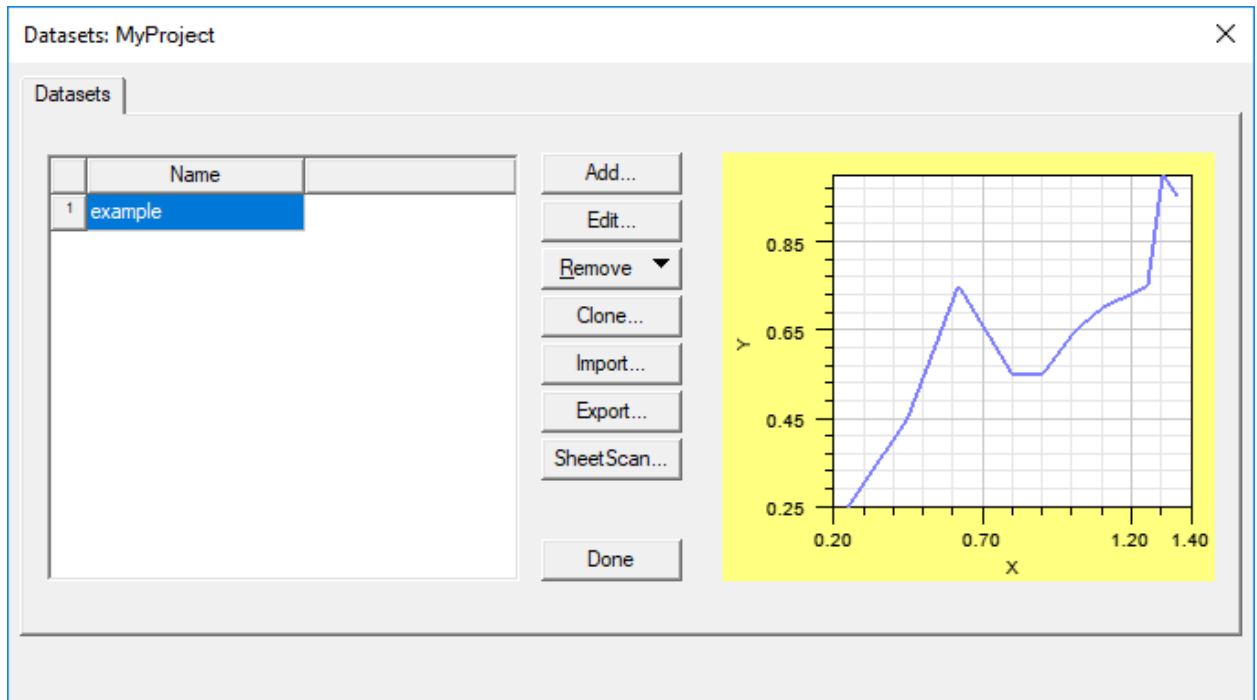 Datasets: MyProject
Datasets
Name
1 example
Add...
Edit...
Remove
Clone...
Import...
Export...
SheetScan...
Done
0.85
0.65
0.45
0.25
Y
0.20 0.70 1.20 1.40
X